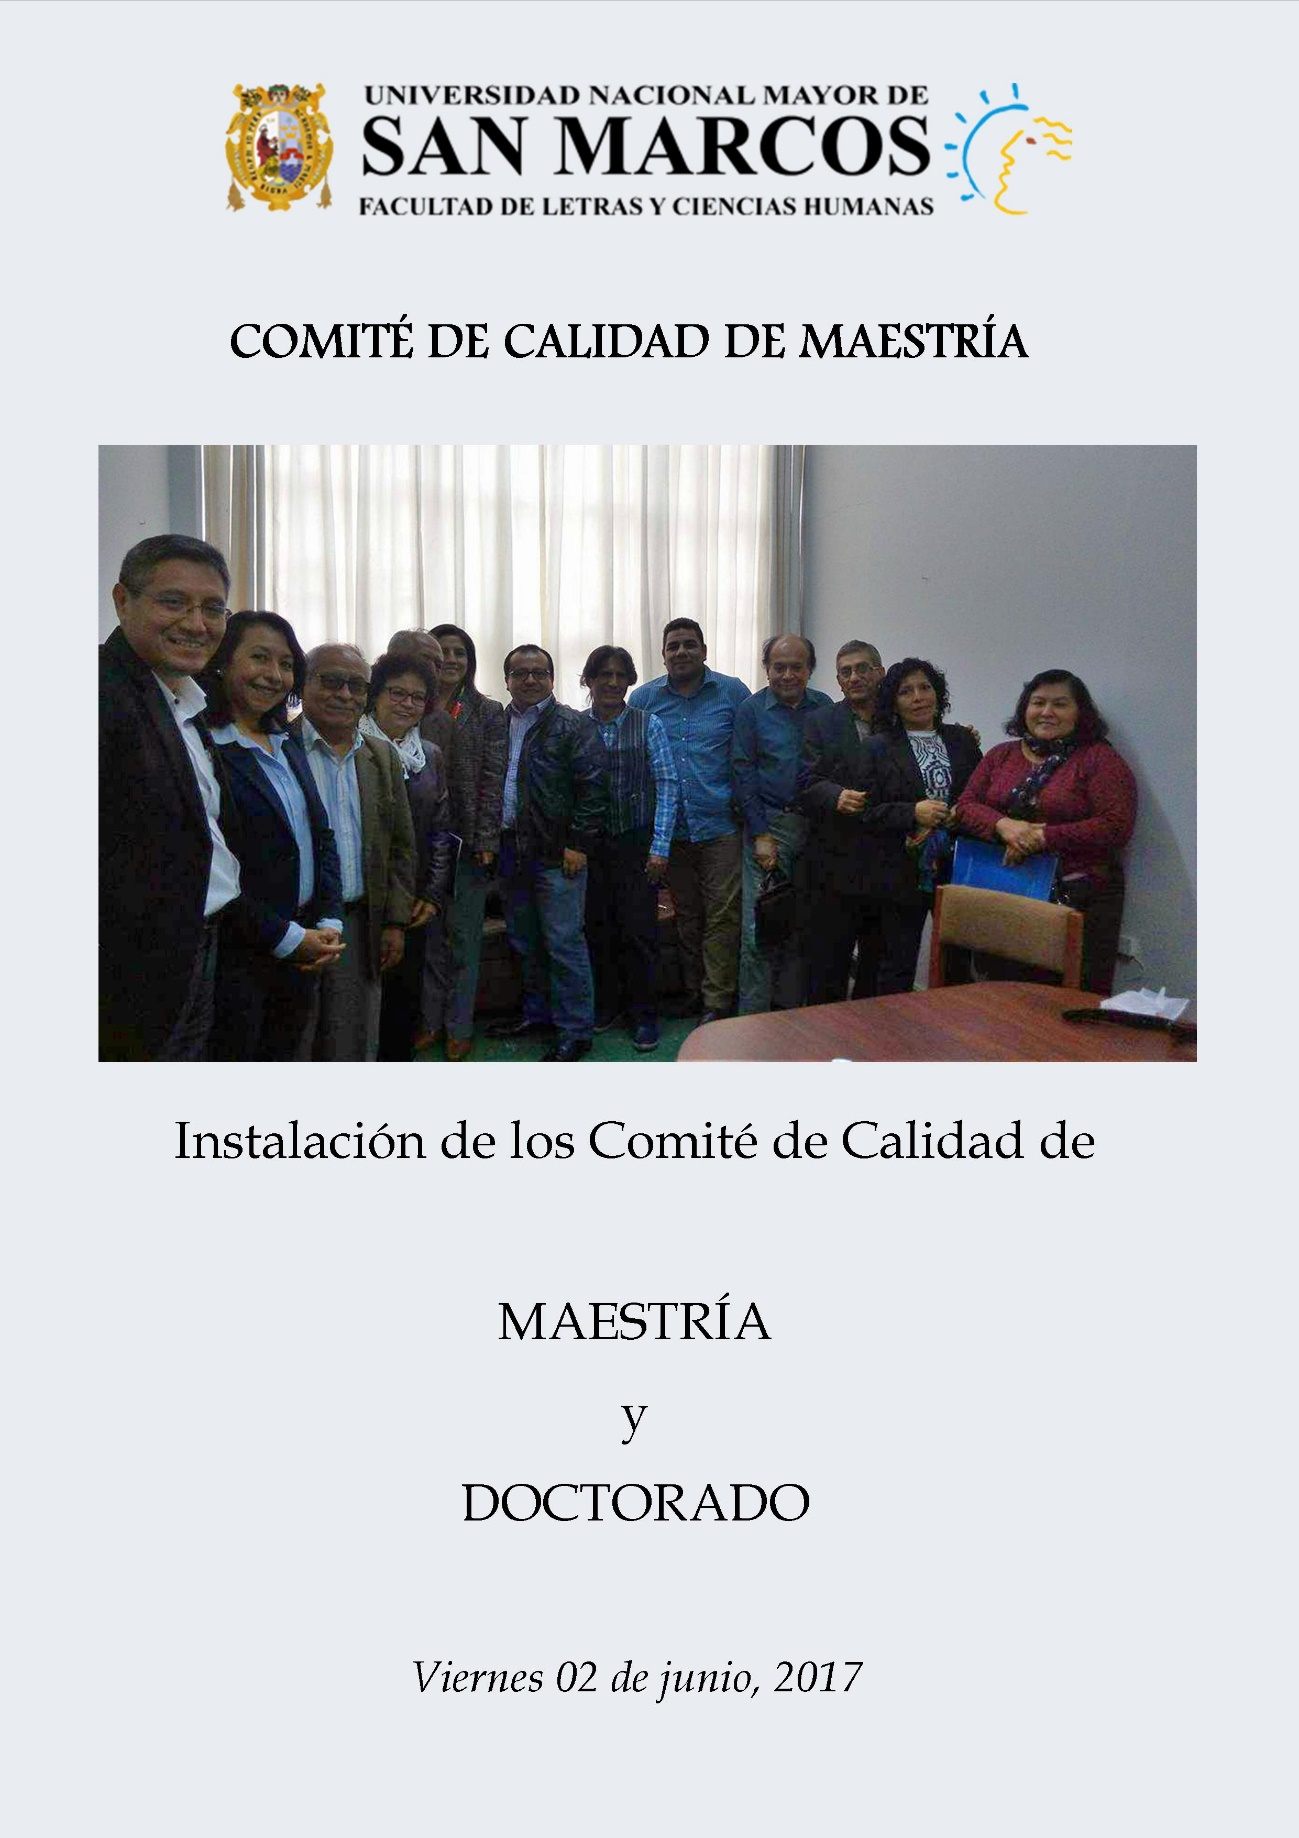 UNIVERSIDAD NACIONAL MAYOR DE
SAN MARCOS
FACULTAD DE LETRAS Y CIENCIAS HUMANAS
COMITÉ DE CALIDAD DE MAESTRÍA
Instalación de los Comité de Calidad de
MAESTRÍA
y
DOCTORADO
Viernes 02 de junio, 2017